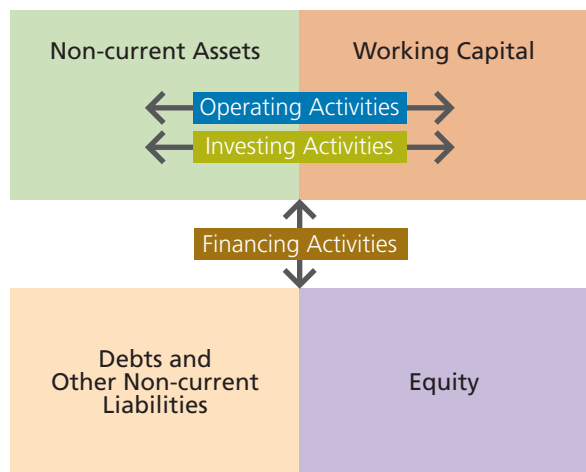 Non-current Assets
Working Capital
Operating Activities
Investing Activities
Financing Activities
Debts and
Other Non-current
Liabilities
Equity